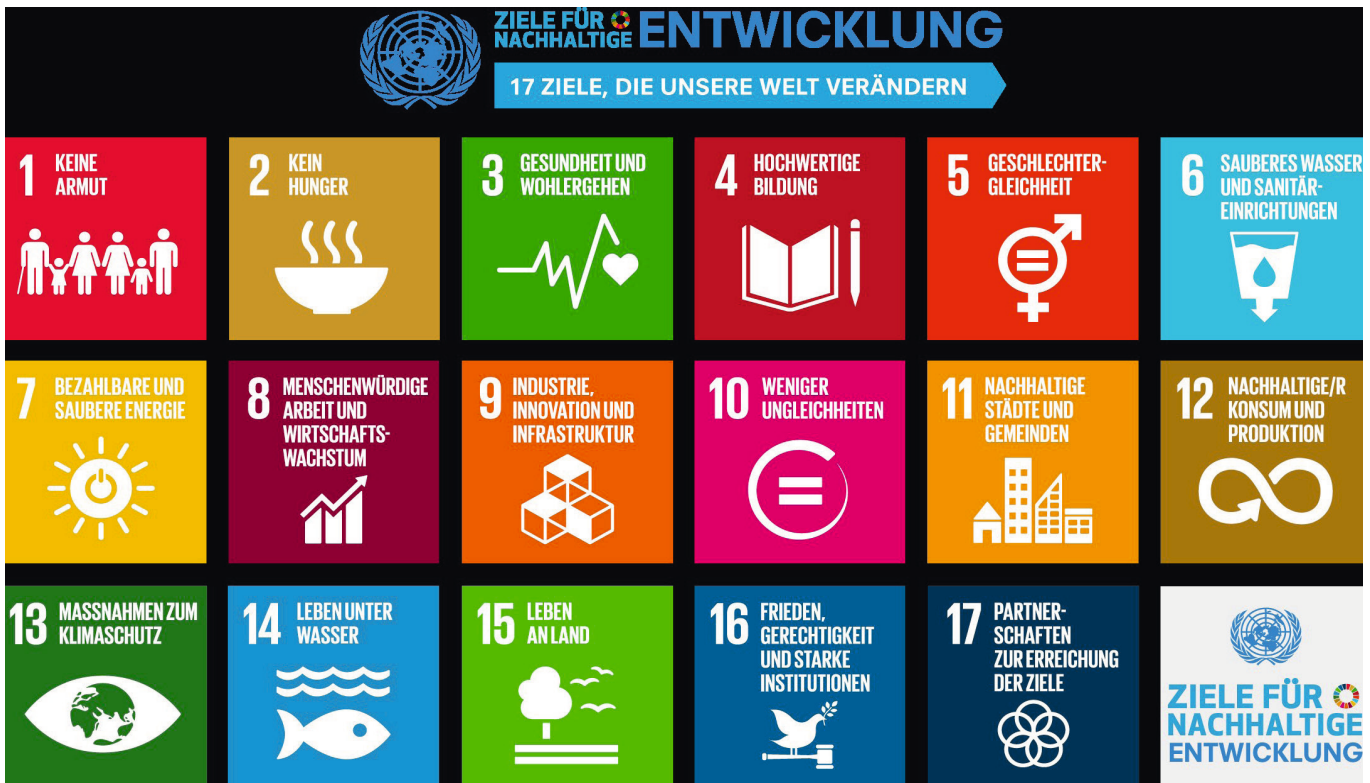 ZIELE FÜR
NACHHALTIGE ENTWICKLUNG
17 ZIELE, DIE UNSERE WELT VERÄNDERN
1 KEINE
ARMUT
2 KEIN
HUNGER
3 GESUNDHEIT UND
WOHLERGEHEN
4 HOCHWERTIGE
BILDUNG
5 GESCHLECHTER-
GLEICHHEIT
6 SAUBERES WASSER
UND SANITÄR-
EINRICHTUNGEN
7 BEZAHLBARE UND
SAUBERE ENERGIE
8 MENSCHENWÜRDIGE
ARBEIT UND
WIRTSCHAFTS-
WACHSTUM
9 INDUSTRIE,
INNOVATION UND
INFRASTRUKTUR
10 WENIGER
UNGLEICHHEITEN
11 NACHHALTIGE
STÄDTE UND
GEMEINDEN
12 NACHHALTIGE/R
KONSUM UND
PRODUKTION
13 MASSNAHMEN ZUM
KLIMASCHUTZ
14 LEBEN UNTER
WASSER
15 LEBEN
AN LAND
16 FRIEDEN,
GERECHTIGKEIT
UND STARKE
INSTITUTIONEN
17 PARTNER-
SCHAFTEN
ZUR ERREICHUNG
DER ZIELE
ZIELE FÜR
NACHHALTIGE
ENTWICKLUNG